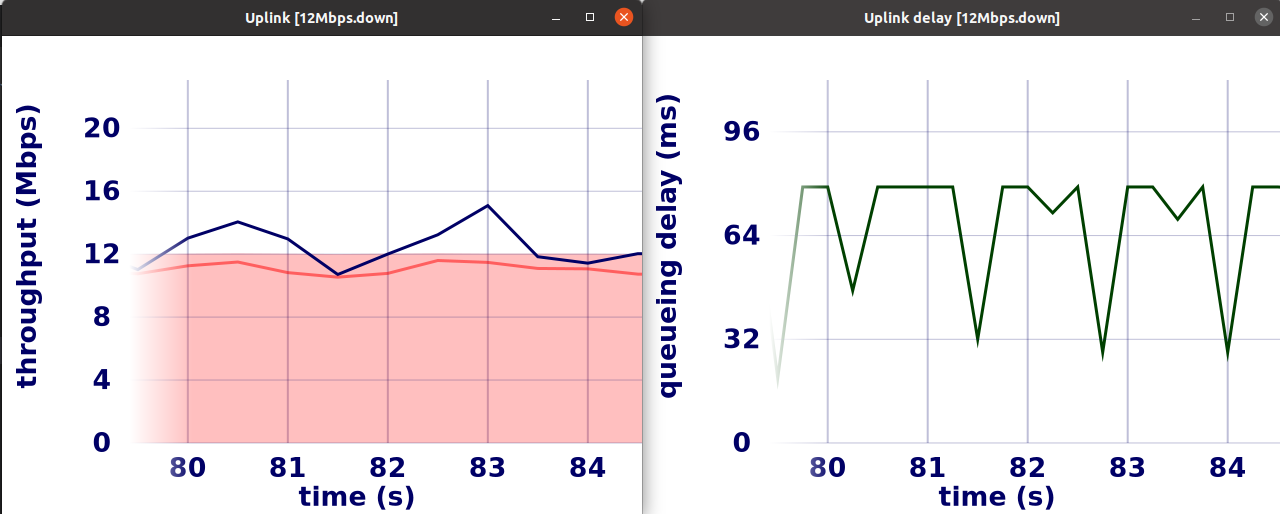 Uplink [12Mbps.down]
throughput (Mbps)
20
16
12
8
4
0
80 81 82 83 84
time (s)
Uplink delay [12Mbps.down]
queueing delay (ms)
96
64
32
0
80 81 82 83 84
time (s)